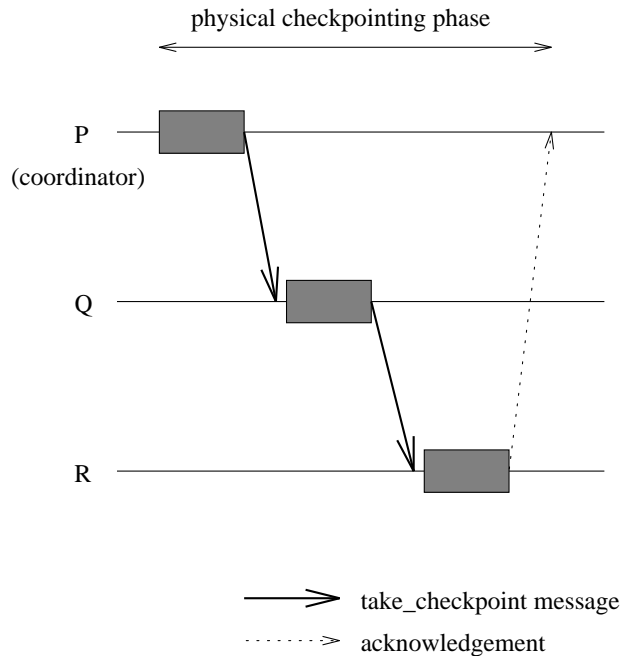 physical checkpointing phase
P
(coordinator)
Q
R
take_checkpoint message
acknowledgement